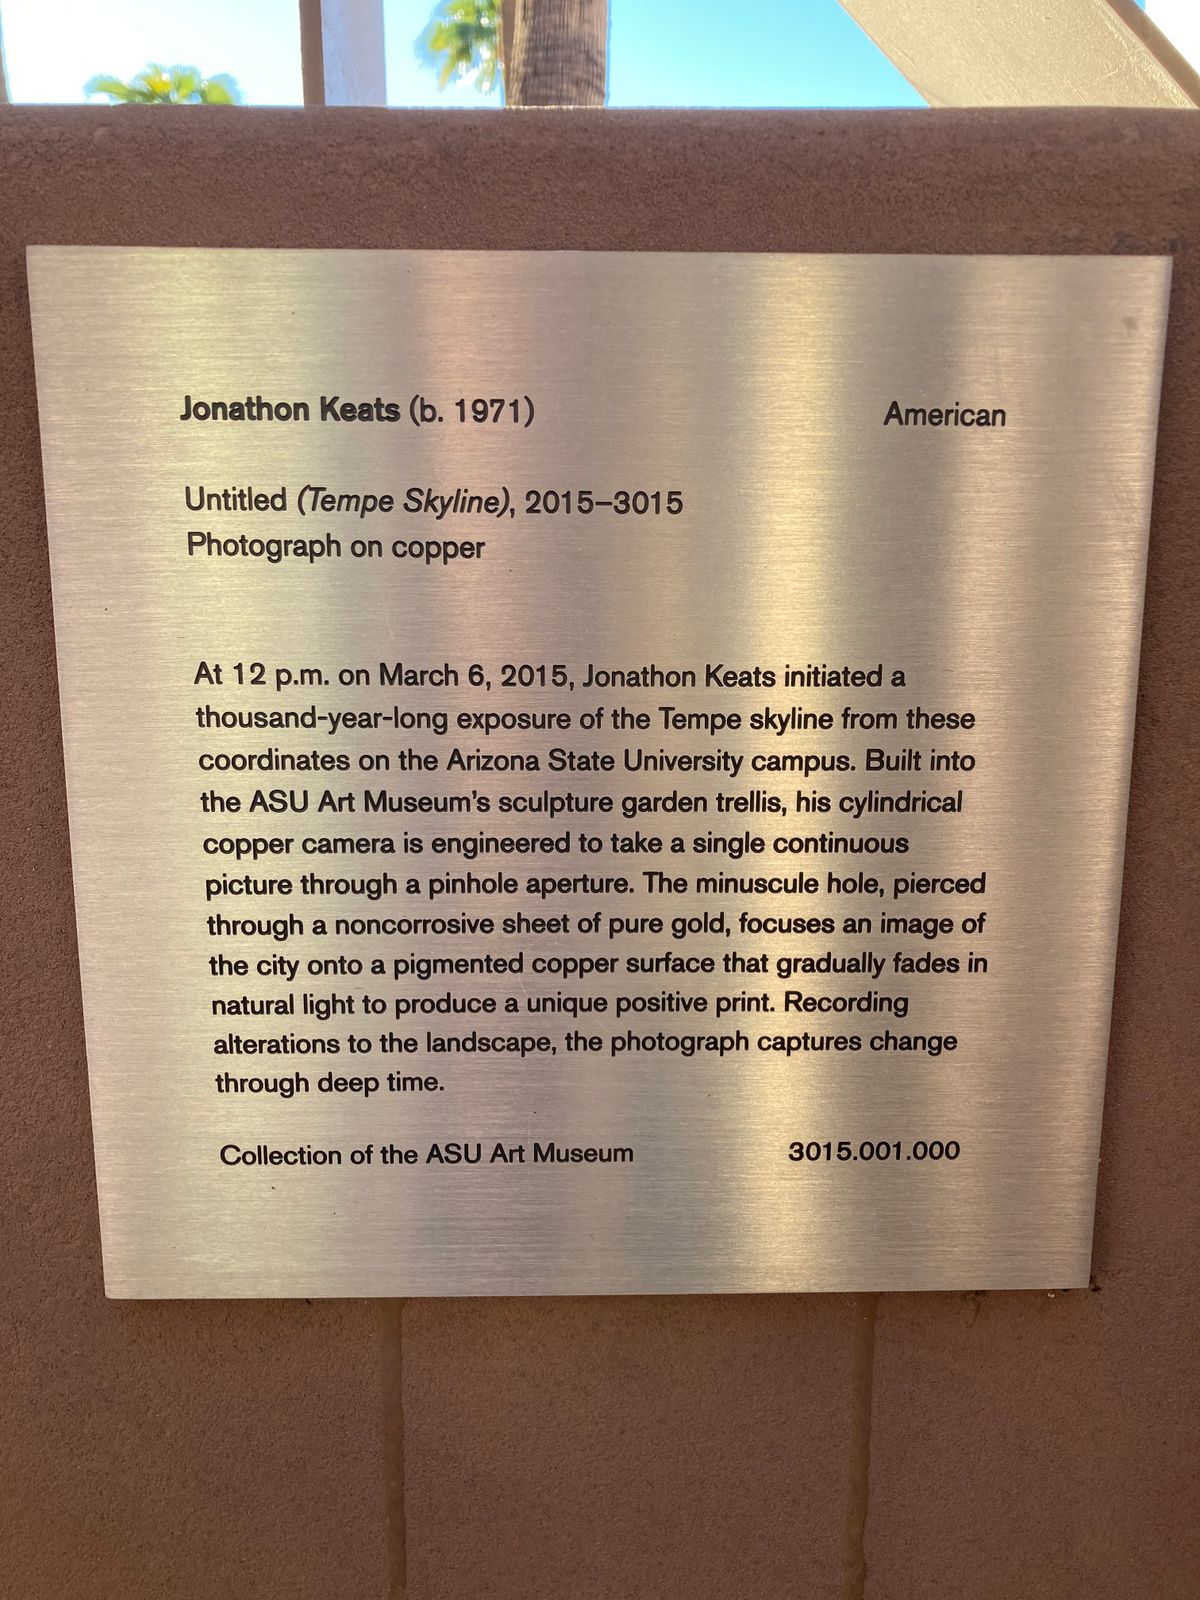 Jonathon Keats (b. 1971) American
Untitled (Tempe Skyline), 2015–3015
Photograph on copper
At 12 p.m. on March 6, 2015, Jonathon Keats initiated a
thousand-year-long exposure of the Tempe skyline from these
coordinates on the Arizona State University campus. Built into
the ASU Art Museum's sculpture garden trellis, his cylindrical
copper camera is engineered to take a single continuous
picture through a pinhole aperture. The minuscule hole, pierced
through a noncorrosive sheet of pure gold, focuses an image of
the city onto a pigmented copper surface that gradually fades in
natural light to produce a unique positive print. Recording
alterations to the landscape, the photograph captures change
through deep time.
Collection of the ASU Art Museum 3015.001.000